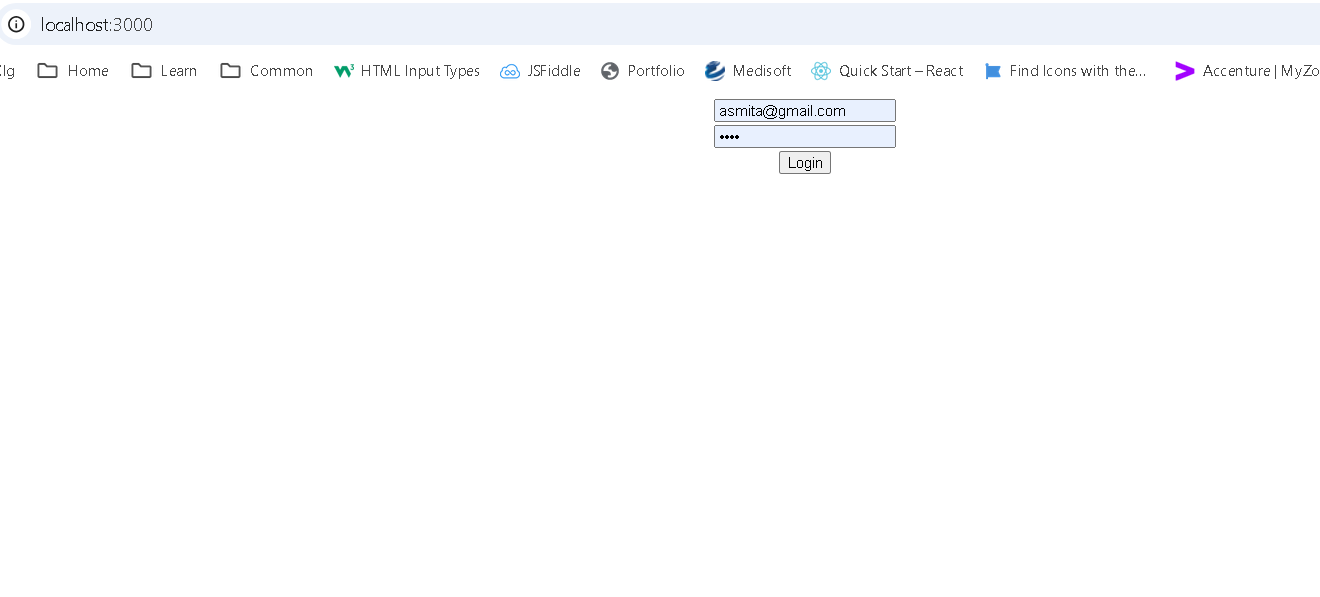 localhost:3000
Home Learn Common HTML Input Types JSFiddle Portfolio Medisoft Quick Start – React Find Icons with the... Accenture | MyZo
asmita@gmail.com
••••
Login